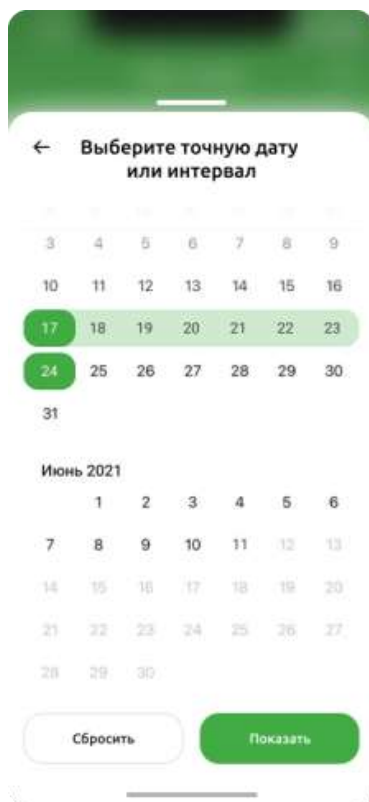 Выберите точную дату
или интервал
3 4 5 6 7 8 9
10 11 12 13 14 15 16
17 18 19 20 21 22 23
24 25 26 27 28 29 30
31
Июнь 2021
1 2 3 4 5 6
7 8 9 10 11 12 13
14 15 16 17 18 19 20
21 22 23 24 25 26 27
28 29 30
Сбросить Показать